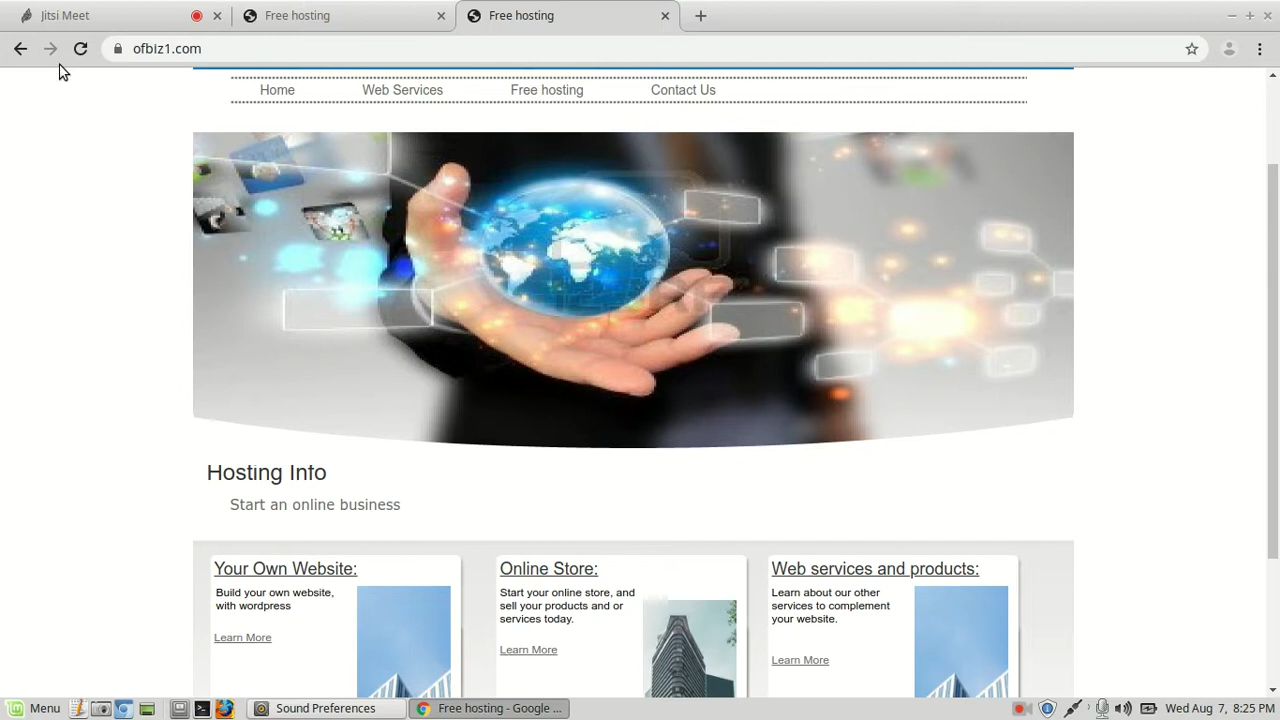 Jitsi Meet
Free hosting
Free hosting
ofbiz1.com
Home Web Services Free hosting Contact Us
Hosting Info
Start an online business
Your Own Website:
Build your own website,
with wordpress
Learn More
Online Store:
Start your online store, and
sell your products and or
services today.
Learn More
Web services and products:
Learn about our other
services to complement
your website.
Learn More
Menu
Sound Preferences
Free hosting - Google ...
Wed Aug 7, 8:25 PM